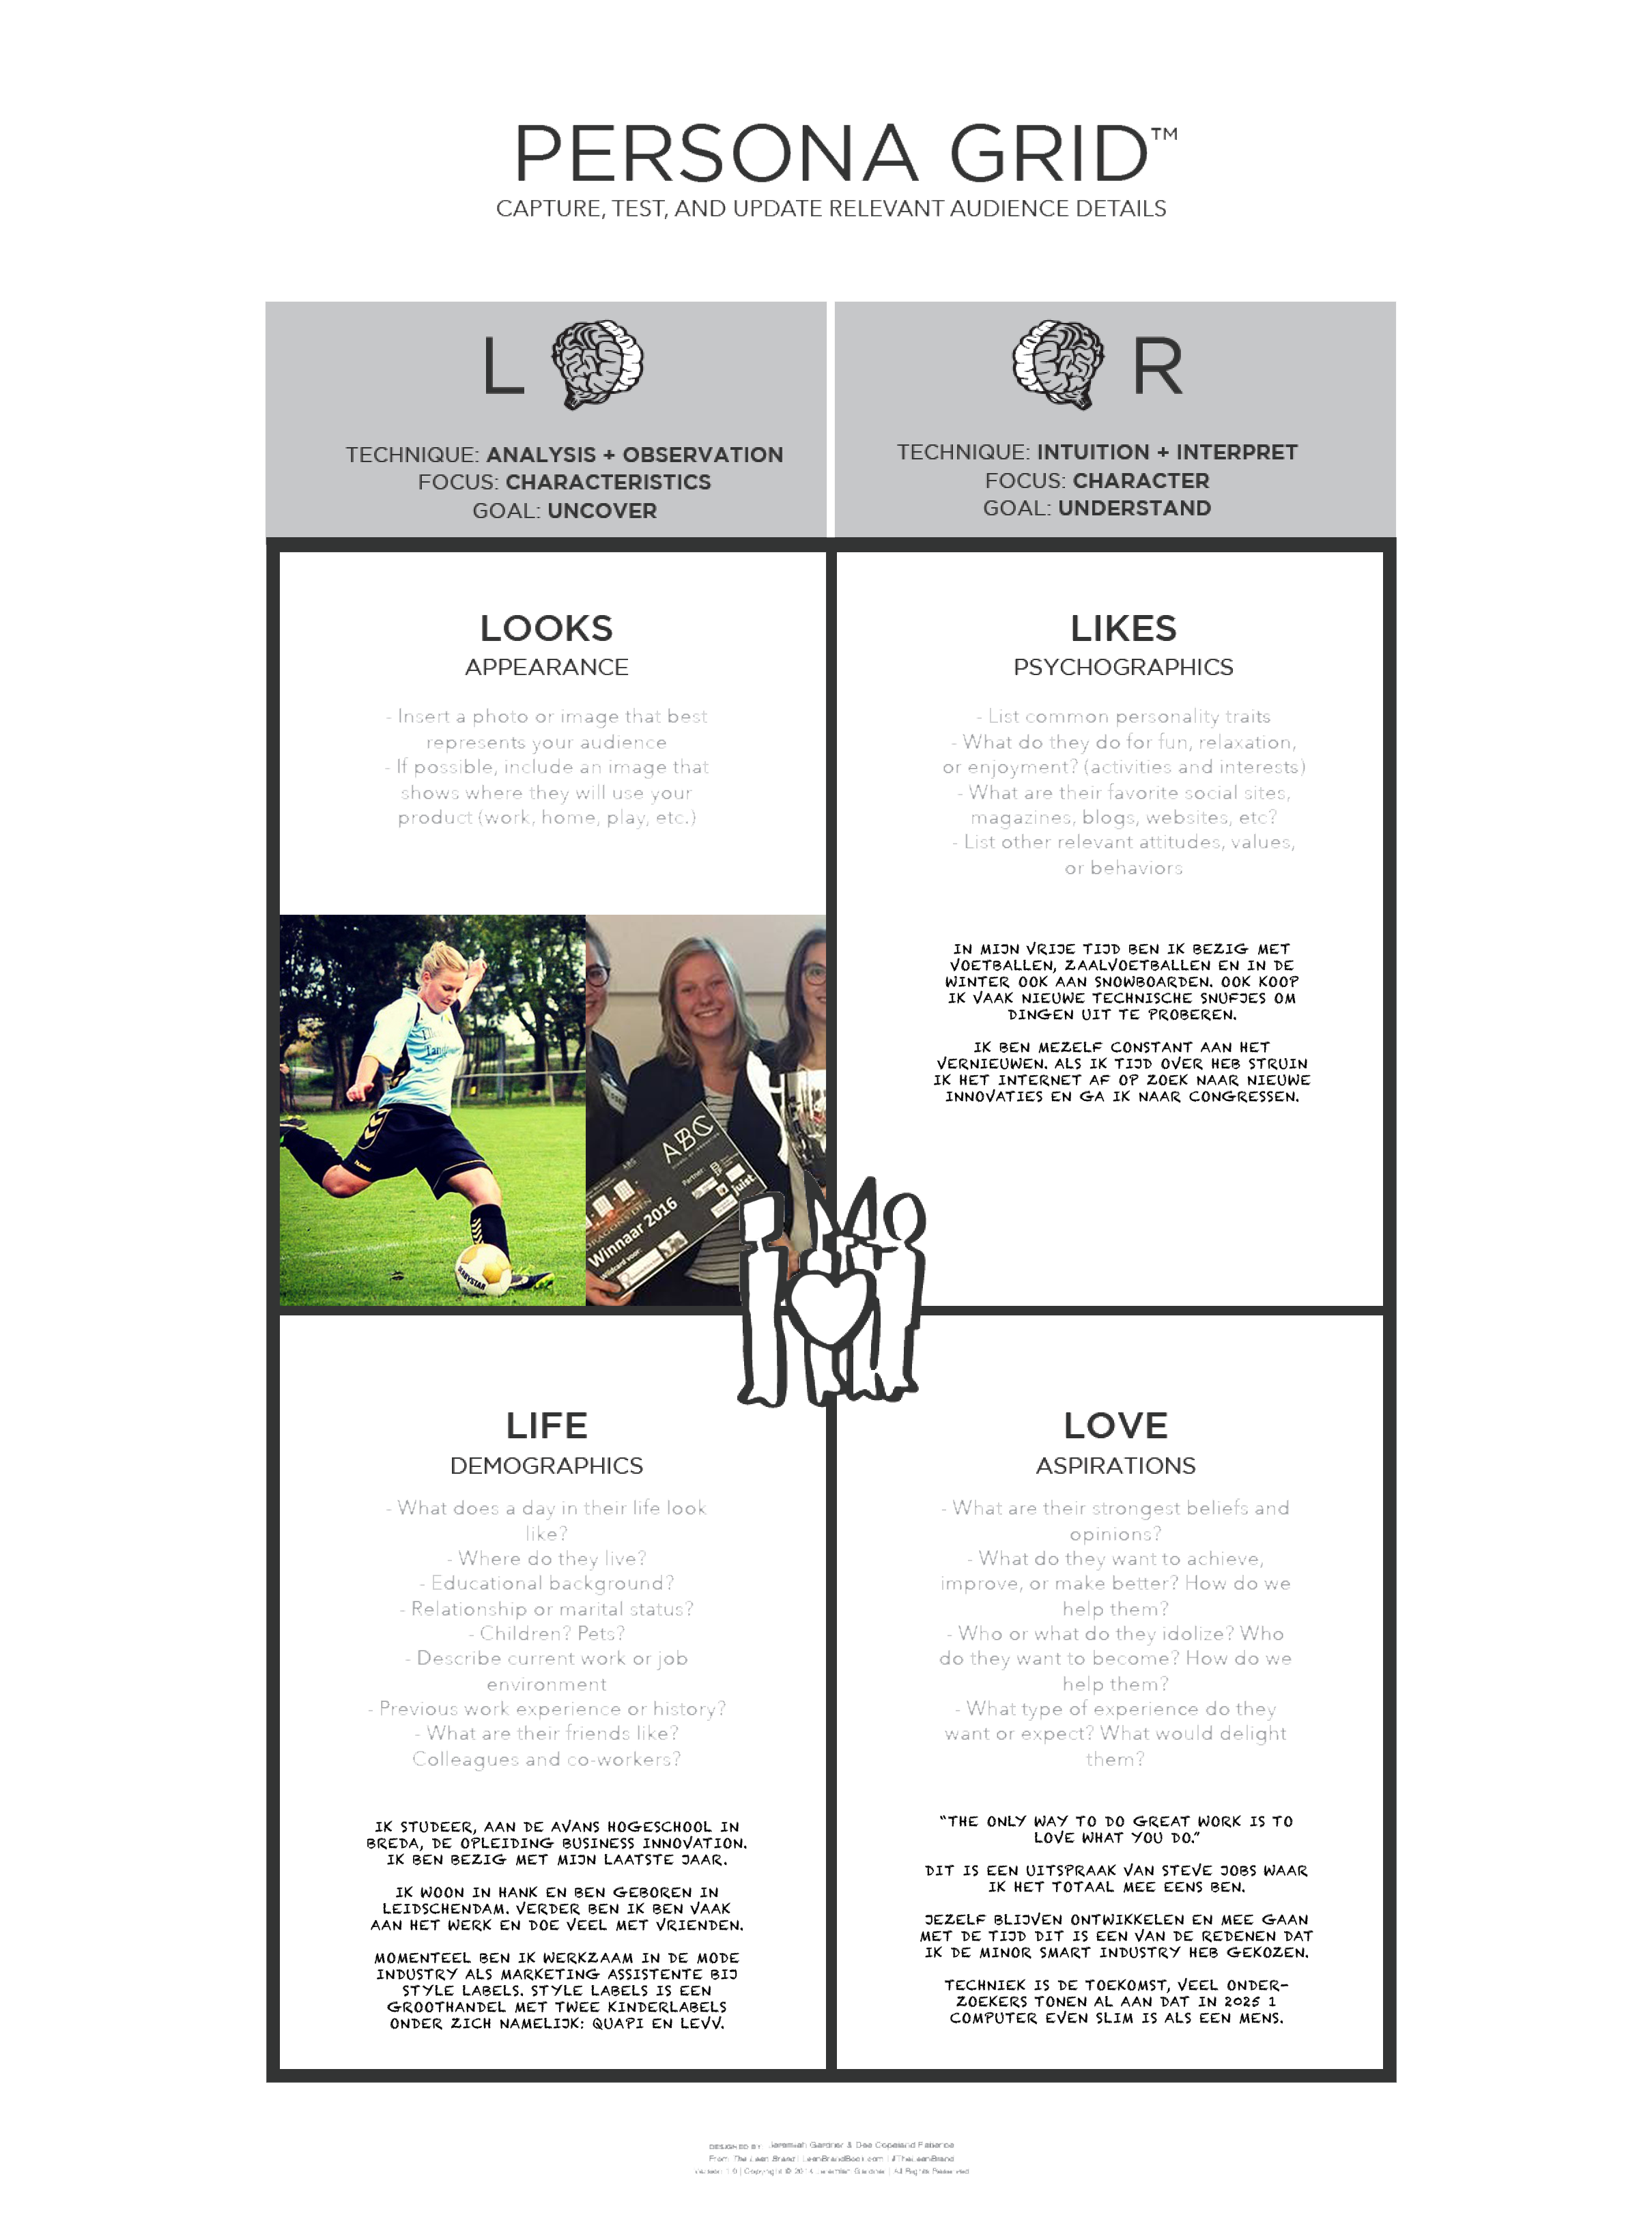 PERSONA GRID™
CAPTURE, TEST, AND UPDATE RELEVANT AUDIENCE DETAILS
L
TECHNIQUE: ANALYSIS + OBSERVATION
FOCUS: CHARACTERISTICS
GOAL: UNCOVER
R
TECHNIQUE: INTUITION + INTERPRET
FOCUS: CHARACTER
GOAL: UNDERSTAND
LOOKS
APPEARANCE
- Insert a photo or image that best
represents your audience
- If possible, include an image that
shows where they will use your
product (work, home, play, etc.)
ABC
Winnaar 2016
Wildcard voor:
Partner:
juist
DERBYSTAR
hummel
LIKES
PSYCHOGRAPHICS
- List common personality traits
- What do they do for fun, relaxation,
or enjoyment? (activities and interests)
- What are their favorite social sites,
magazines, blogs, websites, etc?
- List other relevant attitudes, values,
or behaviors
IN MIJN VRIJE TIJD BEN IK BEZIG MET
VOETBALLEN, ZAALVOETBALLEN EN IN DE
WINTER OOK AAN SNOWBOARDEN. OOK KOOP
IK VAAK NIEUWE TECHNISCHE SNUFJES OM
DINGEN UIT TE PROBEREN.
IK BEN MEZELF CONSTANT AAN HET
VERNIEUWEN. ALS IK TIJD OVER HEB STRUIN
IK HET INTERNET AF OP ZOEK NAAR NIEUWE
INNOVATIES EN GA IK NAAR CONGRESSEN.
LIFE
DEMOGRAPHICS
- What does a day in their life look
like?
- Where do they live?
- Educational background?
- Relationship or marital status?
- Children? Pets?
- Describe current work or job
environment
- Previous work experience or history?
- What are their friends like?
Colleagues and co-workers?
IK STUDEER, AAN DE AVANS HOGESCHOOL IN
BREDA, DE OPLEIDING BUSINESS INNOVATION.
IK BEN BEZIG MET MIJN LAATSTE JAAR.
IK WOON IN HANK EN BEN GEBOREN IN
LEIDSCHENDAM. VERDER BEN IK BEN VAAK
AAN HET WERK EN DOE VEEL MET VRIENDEN.
MOMENTEEL BEN IK WERKZAAM IN DE MODE
INDUSTRY ALS MARKETING ASSISTENTE BIJ
STYLE LABELS. STYLE LABELS IS EEN
GROOTHANDEL MET TWEE KINDERLABELS
ONDER ZICH NAMELIJK: QUAPI EN LEVV.
LOVE
ASPIRATIONS
- What are their strongest beliefs and
opinions?
- What do they want to achieve,
improve, or make better? How do we
help them?
- Who or what do they idolize? Who
do they want to become? How do we
help them?
- What type of experience do they
want or expect? What would delight
them?
“THE ONLY WAY TO DO GREAT WORK IS TO
LOVE WHAT YOU DO.”
DIT IS EEN UITSPRAAK VAN STEVE JOBS WAAR
IK HET TOTAAL MEE EENS BEN.
JEZELF BLIJVEN ONTWIKKELEN EN MEE GAAN
MET DE TIJD DIT IS EEN VAN DE REDENEN DAT
IK DE MINOR SMART INDUSTRY HEB GEKOZEN.
TECHNIEK IS DE TOEKOMST, VEEL ONDER-
ZOEKERS TONEN AL AAN DAT IN 2025 1
COMPUTER EVEN SLIM IS ALS EEN MENS.
DESIGNED BY: Jeremiah Gardner & Dee Copeland Patience
From: The Lean Brand | LeanBrandBook.com | #TheLeanBrand
Version 1.0 | Copyright © 2014 Jeremiah Gardner | All Rights Reserved